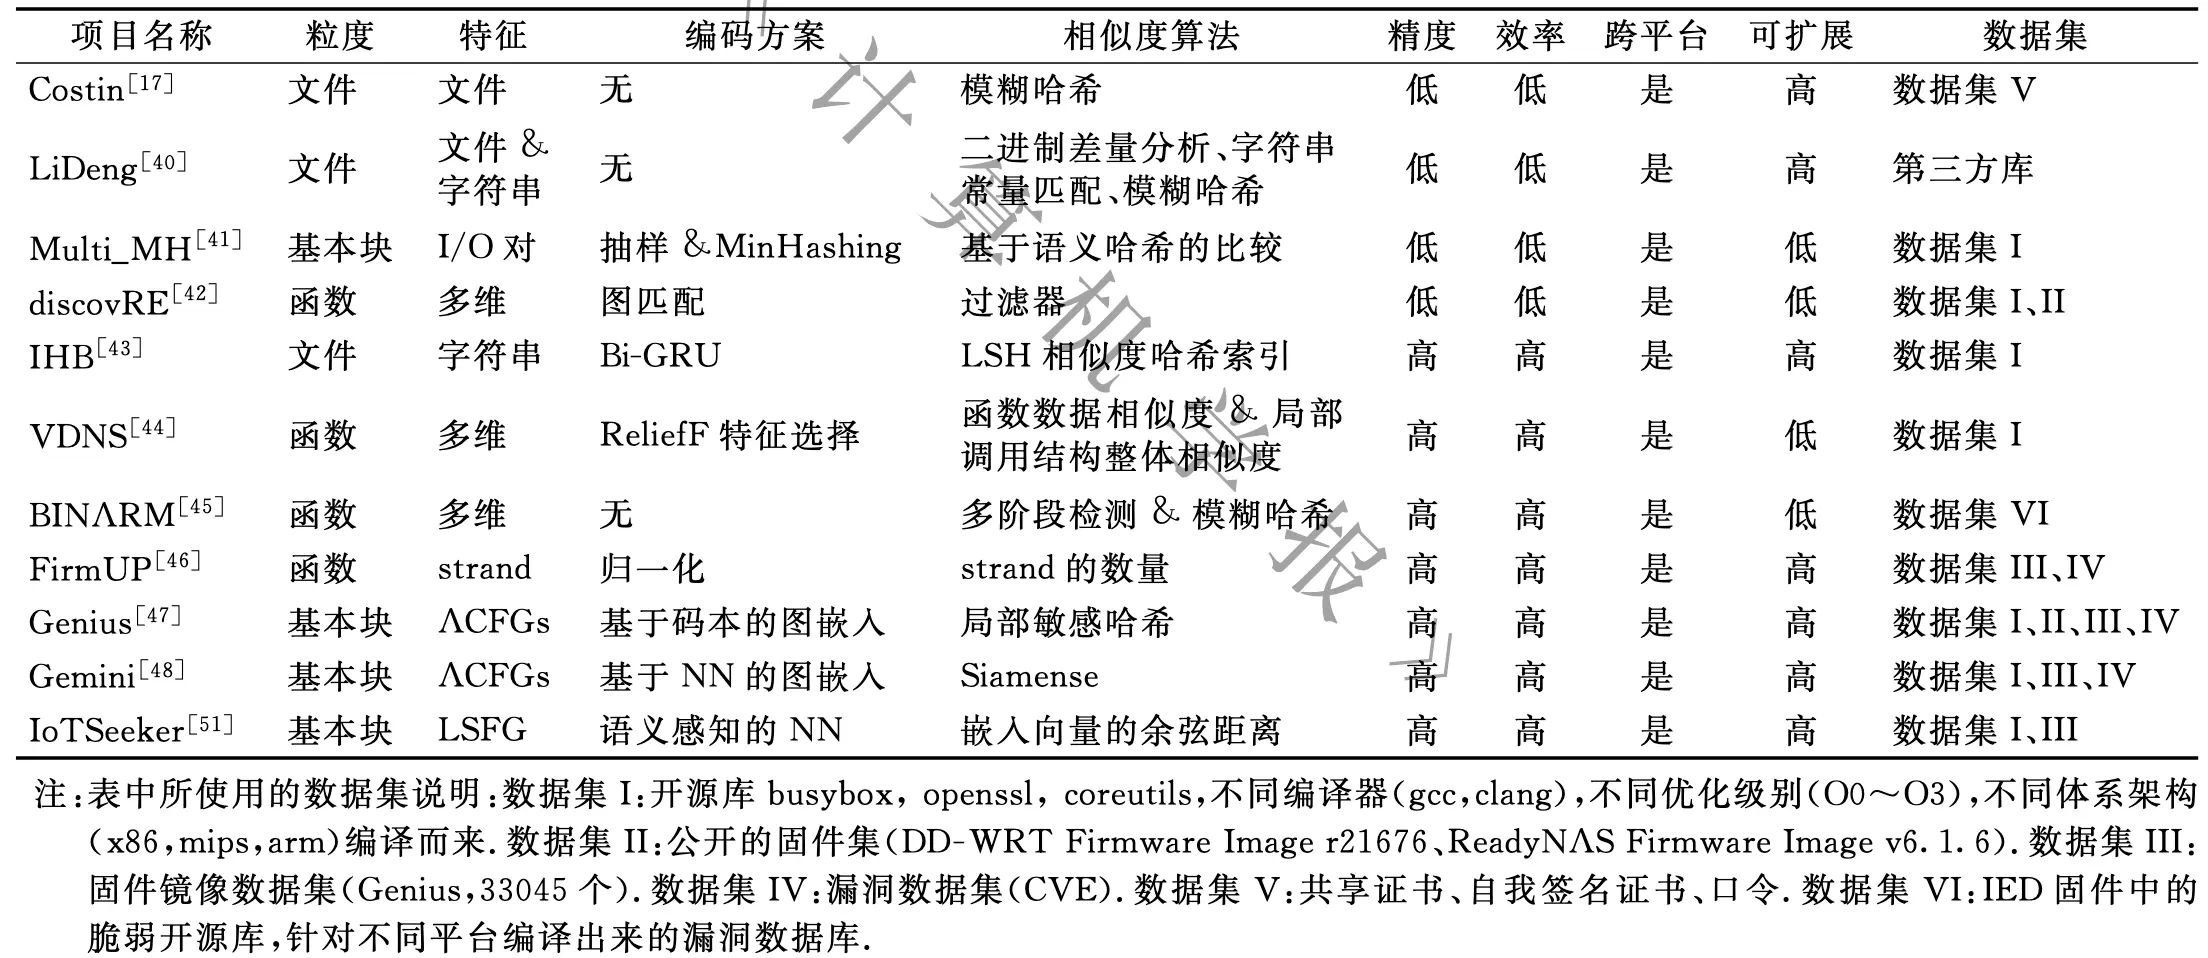 项目名称 粒度 特征 编码方案 相似度算法 精度 效率 跨平台 可扩展 数据集
Costin[17] 文件 文件 无 模糊哈希 低 低 是 高 数据集 V
LiDeng[40] 文件 文件 & 字符串 无 二进制差量分析、字符串常量匹配、模糊哈希 低 低 是 高 第三方库
Multi_MH[41] 基本块 I/O 对 抽样 &MinHashing 基于语义哈希的比较 低 低 是 低 数据集 I
discovRE[42] 函数 多维 图匹配 过滤器 低 低 是 低 数据集 I、II
IHB[43] 文件 字符串 Bi-GRU LSH 相似度哈希索引 高 高 是 高 数据集 I
VDNS[44] 函数 多维 ReliefF 特征选择 函数数据相似度 & 局部调用结构整体相似度 高 高 是 低 数据集 I
BINΛRM[45] 函数 多维 无 多阶段检测 & 模糊哈希 高 高 是 低 数据集 VI
FirmUP[46] 函数 strand 归一化 strand 的数量 高 高 是 高 数据集 III、IV
Genius[47] 基本块 ΛCFGs 基于码本的图嵌入 局部敏感哈希 高 高 是 高 数据集 I、II、III、IV
Gemini[48] 基本块 ΛCFGs 基于 NN 的图嵌入 Siamense 高 高 是 高 数据集 I、III、IV
IoTSeeker[51] 基本块 LSFG 语义感知的 NN 嵌入向量的余弦距离 高 高 是 高 数据集 I、III
注:表中所使用的数据集说明:数据集 I:开源库 busybox, openssl, coreutils,不同编译器(gcc,clang),不同优化级别(O0～O3),不同体系架构
(x86,mips,arm)编译而来. 数据集 II:公开的固件集(DD-WRT Firmware Image r21676、ReadyNΛS Firmware Image v6.1.6). 数据集 III:
固件镜像数据集(Genius,33045 个). 数据集 IV:漏洞数据集(CVE). 数据集 V:共享证书、自我签名证书、口令. 数据集 VI:IED 固件中的
脆弱开源库,针对不同平台编译出来的漏洞数据库.
《计算机学报》